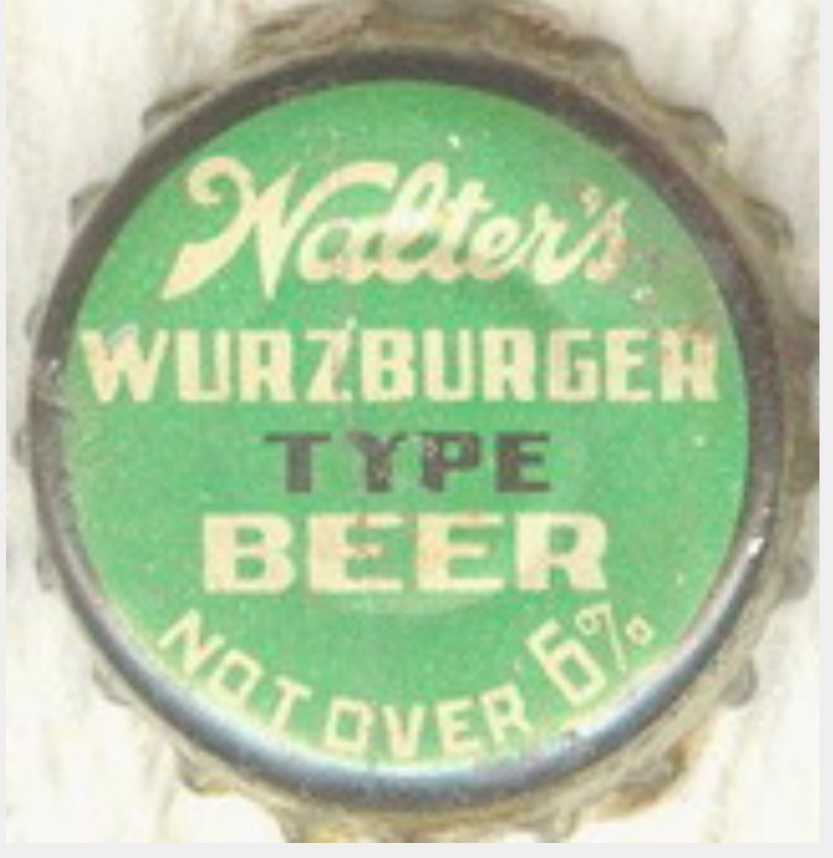 Walter's
WURZBURGER
TYPE
BEER
NOT OVER 6%